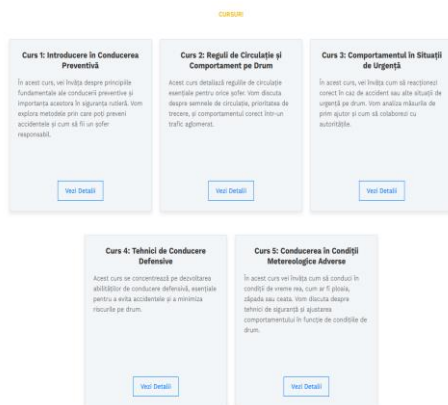 CURSURI
Curs 1: Introducere în Conducerea
Preventivă
În acest curs, vei învăța despre principiile
fundamentale ale conducerii preventive și
importanța acestora în siguranța rutieră. Vom
explora metodele prin care poți preveni
accidentele și cum să fii un șofer
responsabil.
Vezi Detalii
Curs 2: Reguli de Circulație și
Comportament pe Drum
Acest curs detaliază regulile de circulație
esențiale pentru orice șofer. Vom discuta
despre semnele de circulație, prioritatea de
trecere, și comportamentul corect într-un
trafic aglomerat.
Vezi Detalii
Curs 3: Comportamentul în Situații
de Urgență
În acest curs, vei învăța cum să reacționezi
corect în caz de accident sau alte situații de
urgență pe drum. Vom analiza măsurile de
prim ajutor și cum să colaborezi cu
autoritățile.
Vezi Detalii
Curs 4: Tehnici de Conducere
Defensive
Acest curs se concentrează pe dezvoltarea
abilităților de conducere defensivă, esențiale
pentru a evita accidentele și a minimiza
riscurile pe drum.
Vezi Detalii
Curs 5: Conducerea în Condiții
Metereologice Adverse
În acest curs vei învăța cum să conduci în
condiții de vreme rea, cum ar fi ploaia,
zăpada sau ceata. Vom discuta despre
tehnici de siguranță și ajustarea
comportamentului în funcție de condițiile de
drum.
Vezi Detalii